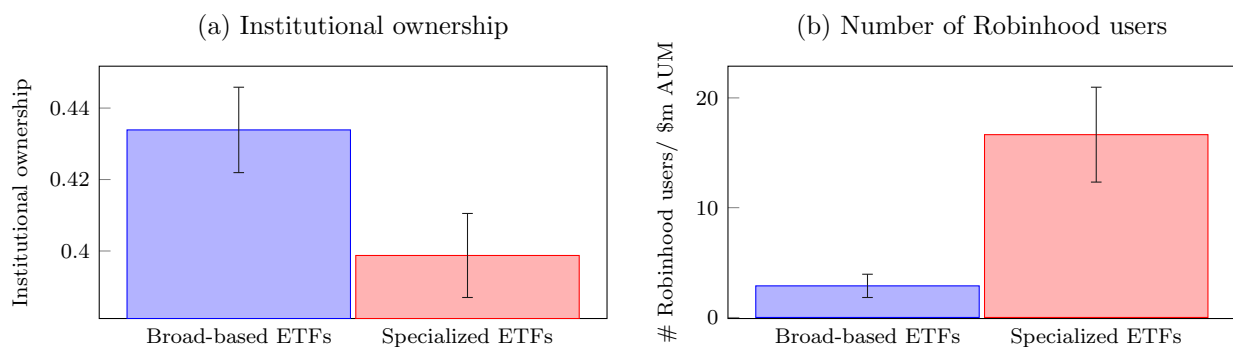 (a) Institutional ownership
Institutional ownership
0.44
0.42
0.4
Broad-based ETFs
Specialized ETFs
(b) Number of Robinhood users
# Robinhood users/ $m AUM
20
10
0
Broad-based ETFs
Specialized ETFs